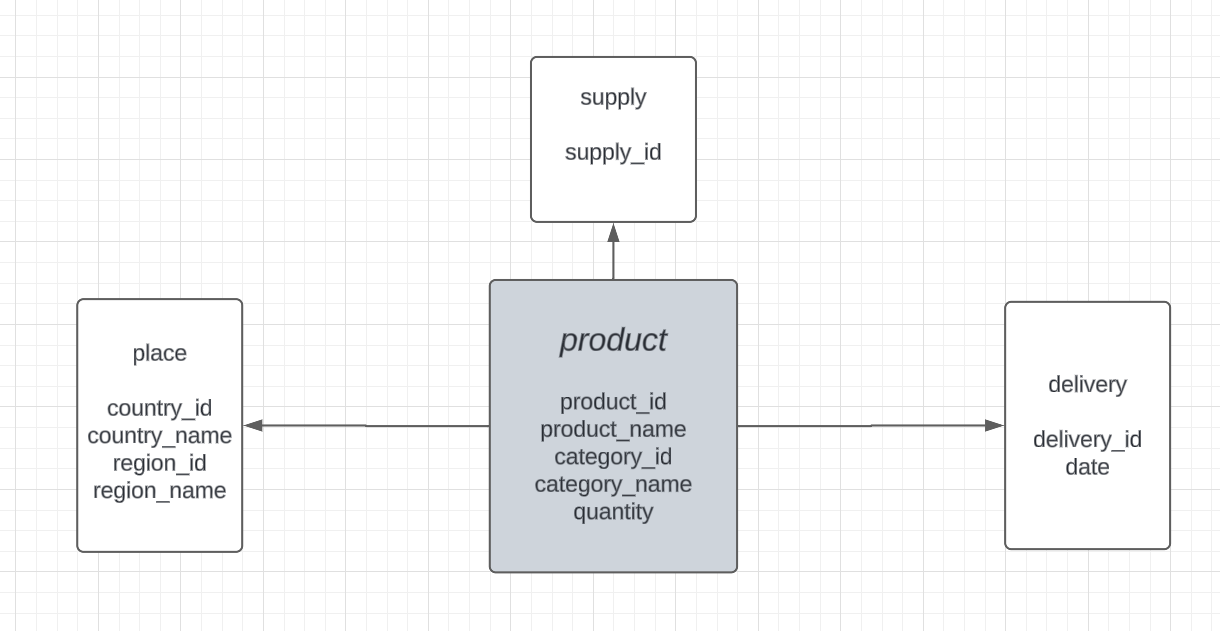 supply
supply_id
place
country_id
country_name
region_id
region_name
product
product_id
product_name
category_id
category_name
quantity
delivery
delivery_id
date